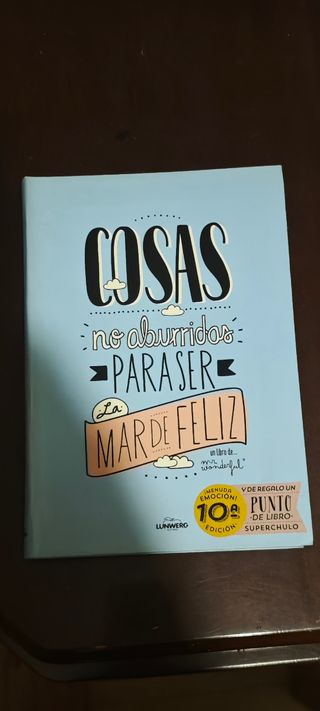 COSAS
no aburridas
PARA SER
La
MAR DE FELIZ
un libro de...
mr.
wonderful*
¡MENUDA
EMOCIÓN!
10ª
EDICIÓN
Y DE REGALO UN
PUNTO
-DE LIBRO-
SUPERCHULO
LUNWERG